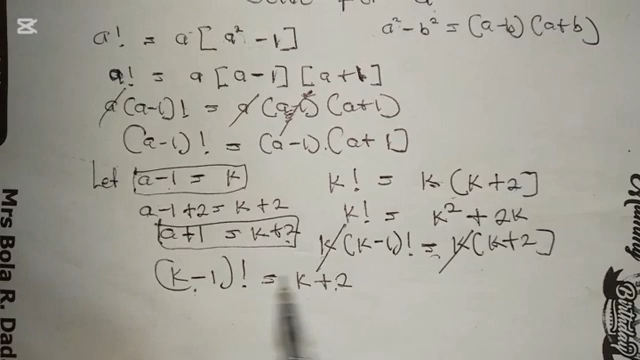 a² - b² = (a-b)(a+b)
a! = a[a² - 1]
a! = a[a-1][a+1]
a(a-1)! = a(a-1)(a+1)
(a-1)! = (a-1).(a+1]
Let a-1 = k
k! = k(k+2]
a-1+2 = k+2
k! = k² + 2k
a+1 = k+2
k(k-1)! = k(k+2]
(k-1)! = k+2
Mrs Bola R. Dad